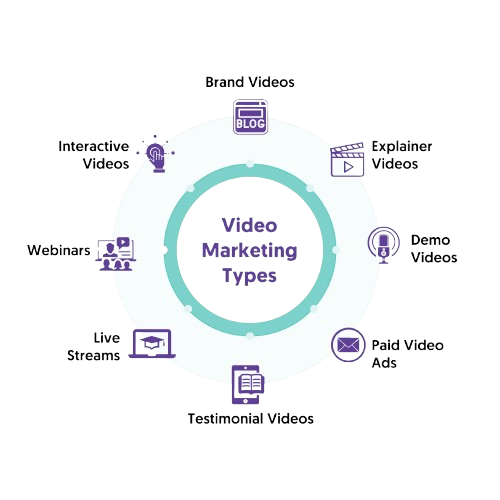 Brand Videos
BLOG
Interactive
Videos
Explainer
Videos
Video
Marketing
Types
Webinars
Demo
Videos
Live
Streams
Paid Video
Ads
Testimonial Videos